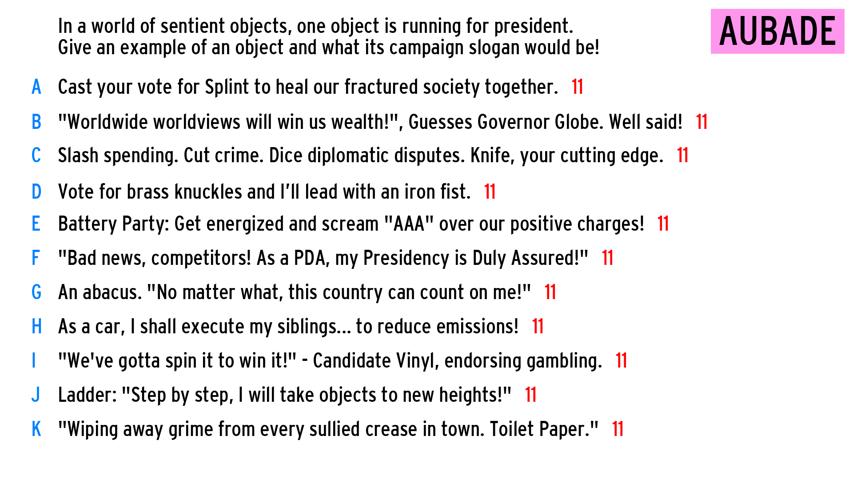 In a world of sentient objects, one object is running for president.
Give an example of an object and what its campaign slogan would be!
AUBADE
A Cast your vote for Splint to heal our fractured society together. 11
B "Worldwide worldviews will win us wealth!", Guesses Governor Globe. Well said! 11
C Slash spending. Cut crime. Dice diplomatic disputes. Knife, your cutting edge. 11
D Vote for brass knuckles and I'll lead with an iron fist. 11
E Battery Party: Get energized and scream "AAA" over our positive charges! 11
F "Bad news, competitors! As a PDA, my Presidency is Duly Assured!" 11
G An abacus. "No matter what, this country can count on me!" 11
H As a car, I shall execute my siblings... to reduce emissions! 11
I "We've gotta spin it to win it!" - Candidate Vinyl, endorsing gambling. 11
J Ladder: "Step by step, I will take objects to new heights!" 11
K "Wiping away grime from every sullied crease in town. Toilet Paper." 11